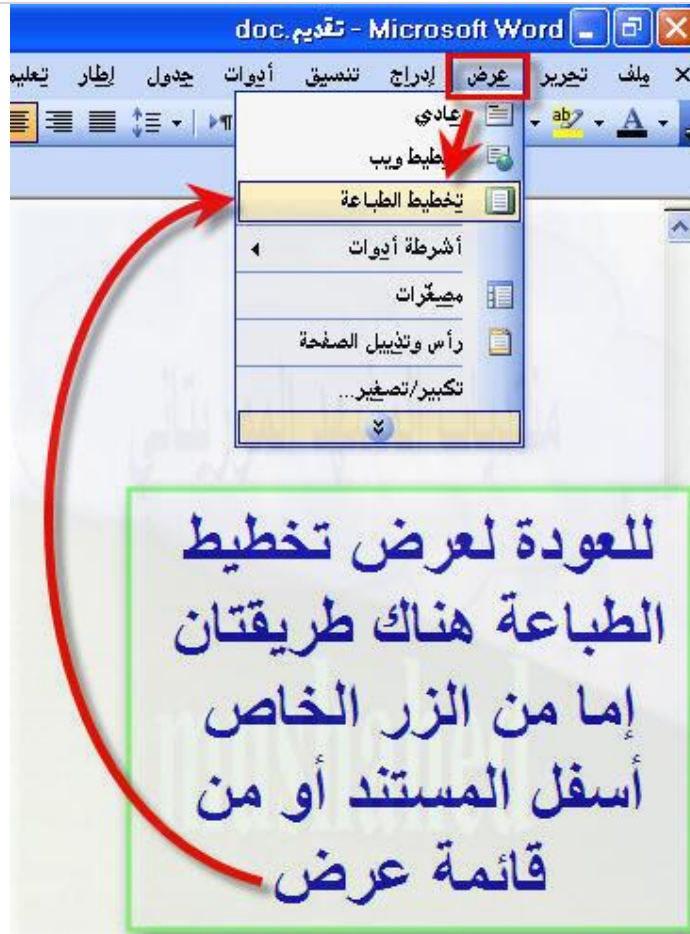 تقديم.doc - Microsoft Word
ملف تحرير عرض إدراج تنسيق أدوات جدول إطار
عادي
تخطيط الطباعة
أشرطة أدوات
مصغّرات
رأس وتذييل الصفحة
تكبير/تصغير...
للعودة لعرض تخطيط
الطباعة هناك طريقتان
إما من الزر الخاص
أسفل المستند أو من
قائمة عرض
mushahed